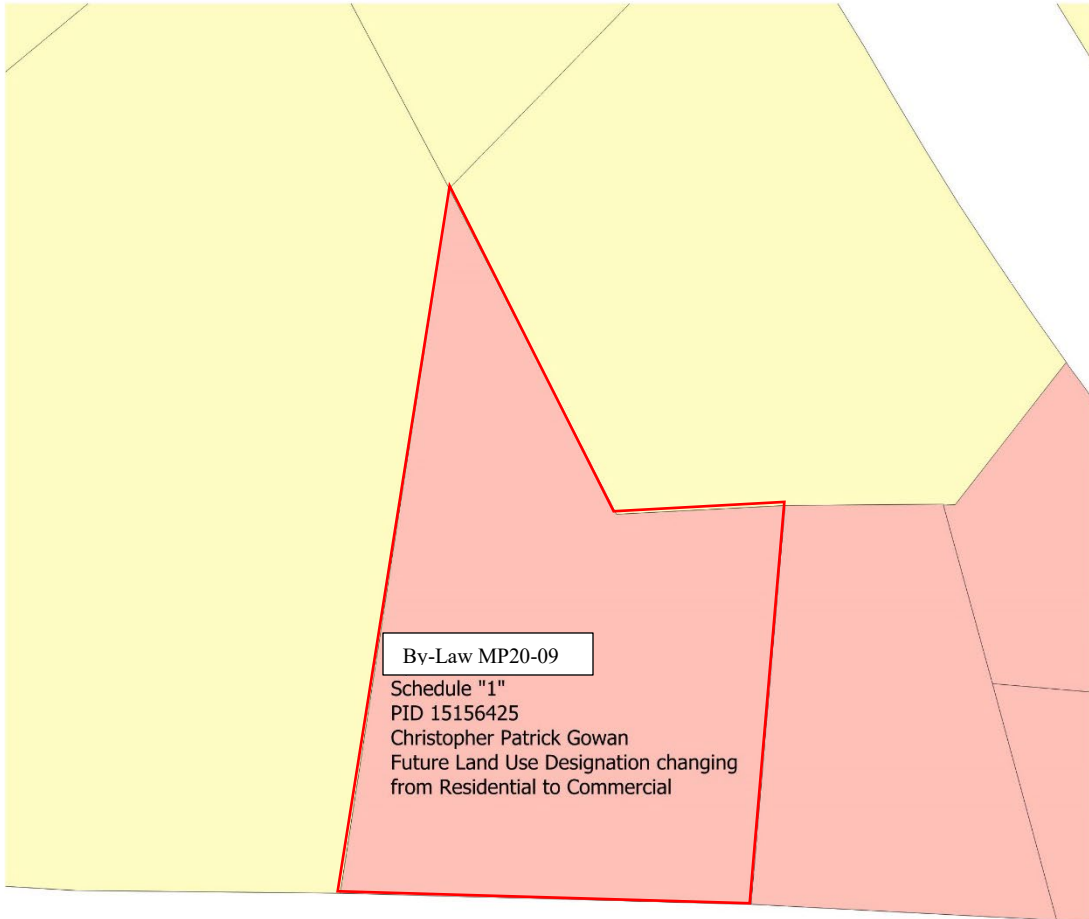 By-Law MP20-09
Schedule "1"
PID 15156425
Christopher Patrick Gowan
Future Land Use Designation changing
from Residential to Commercial